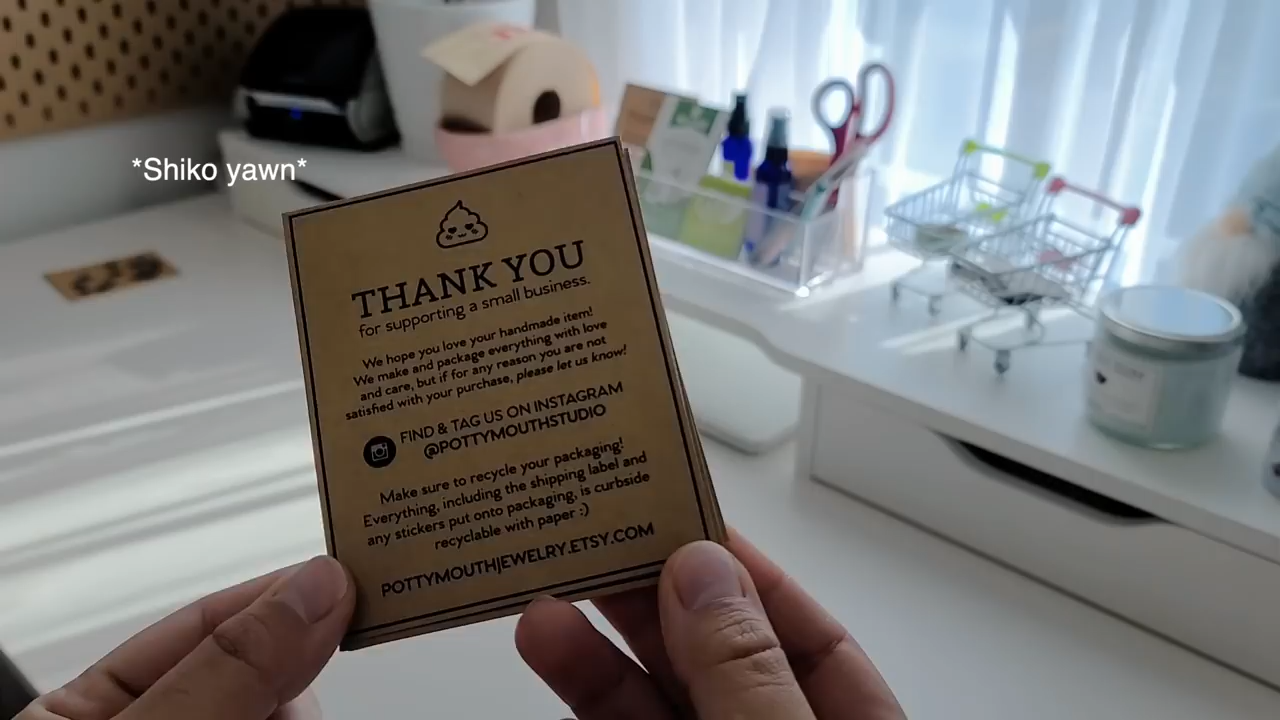 *Shiko yawn*
THANK YOU
for supporting a small business.
We hope you love your handmade item!
We make and package everything with love
and care, but if for any reason you are not
satisfied with your purchase, please let us know!
FIND & TAG US ON INSTAGRAM
@POTTYMOUTHSTUDIO
Make sure to recycle your packaging!
Everything, including the shipping label and
any stickers put onto packaging, is curbside
recyclable with paper :)
POTTYMOUTHJEWELRY.ETSY.COM